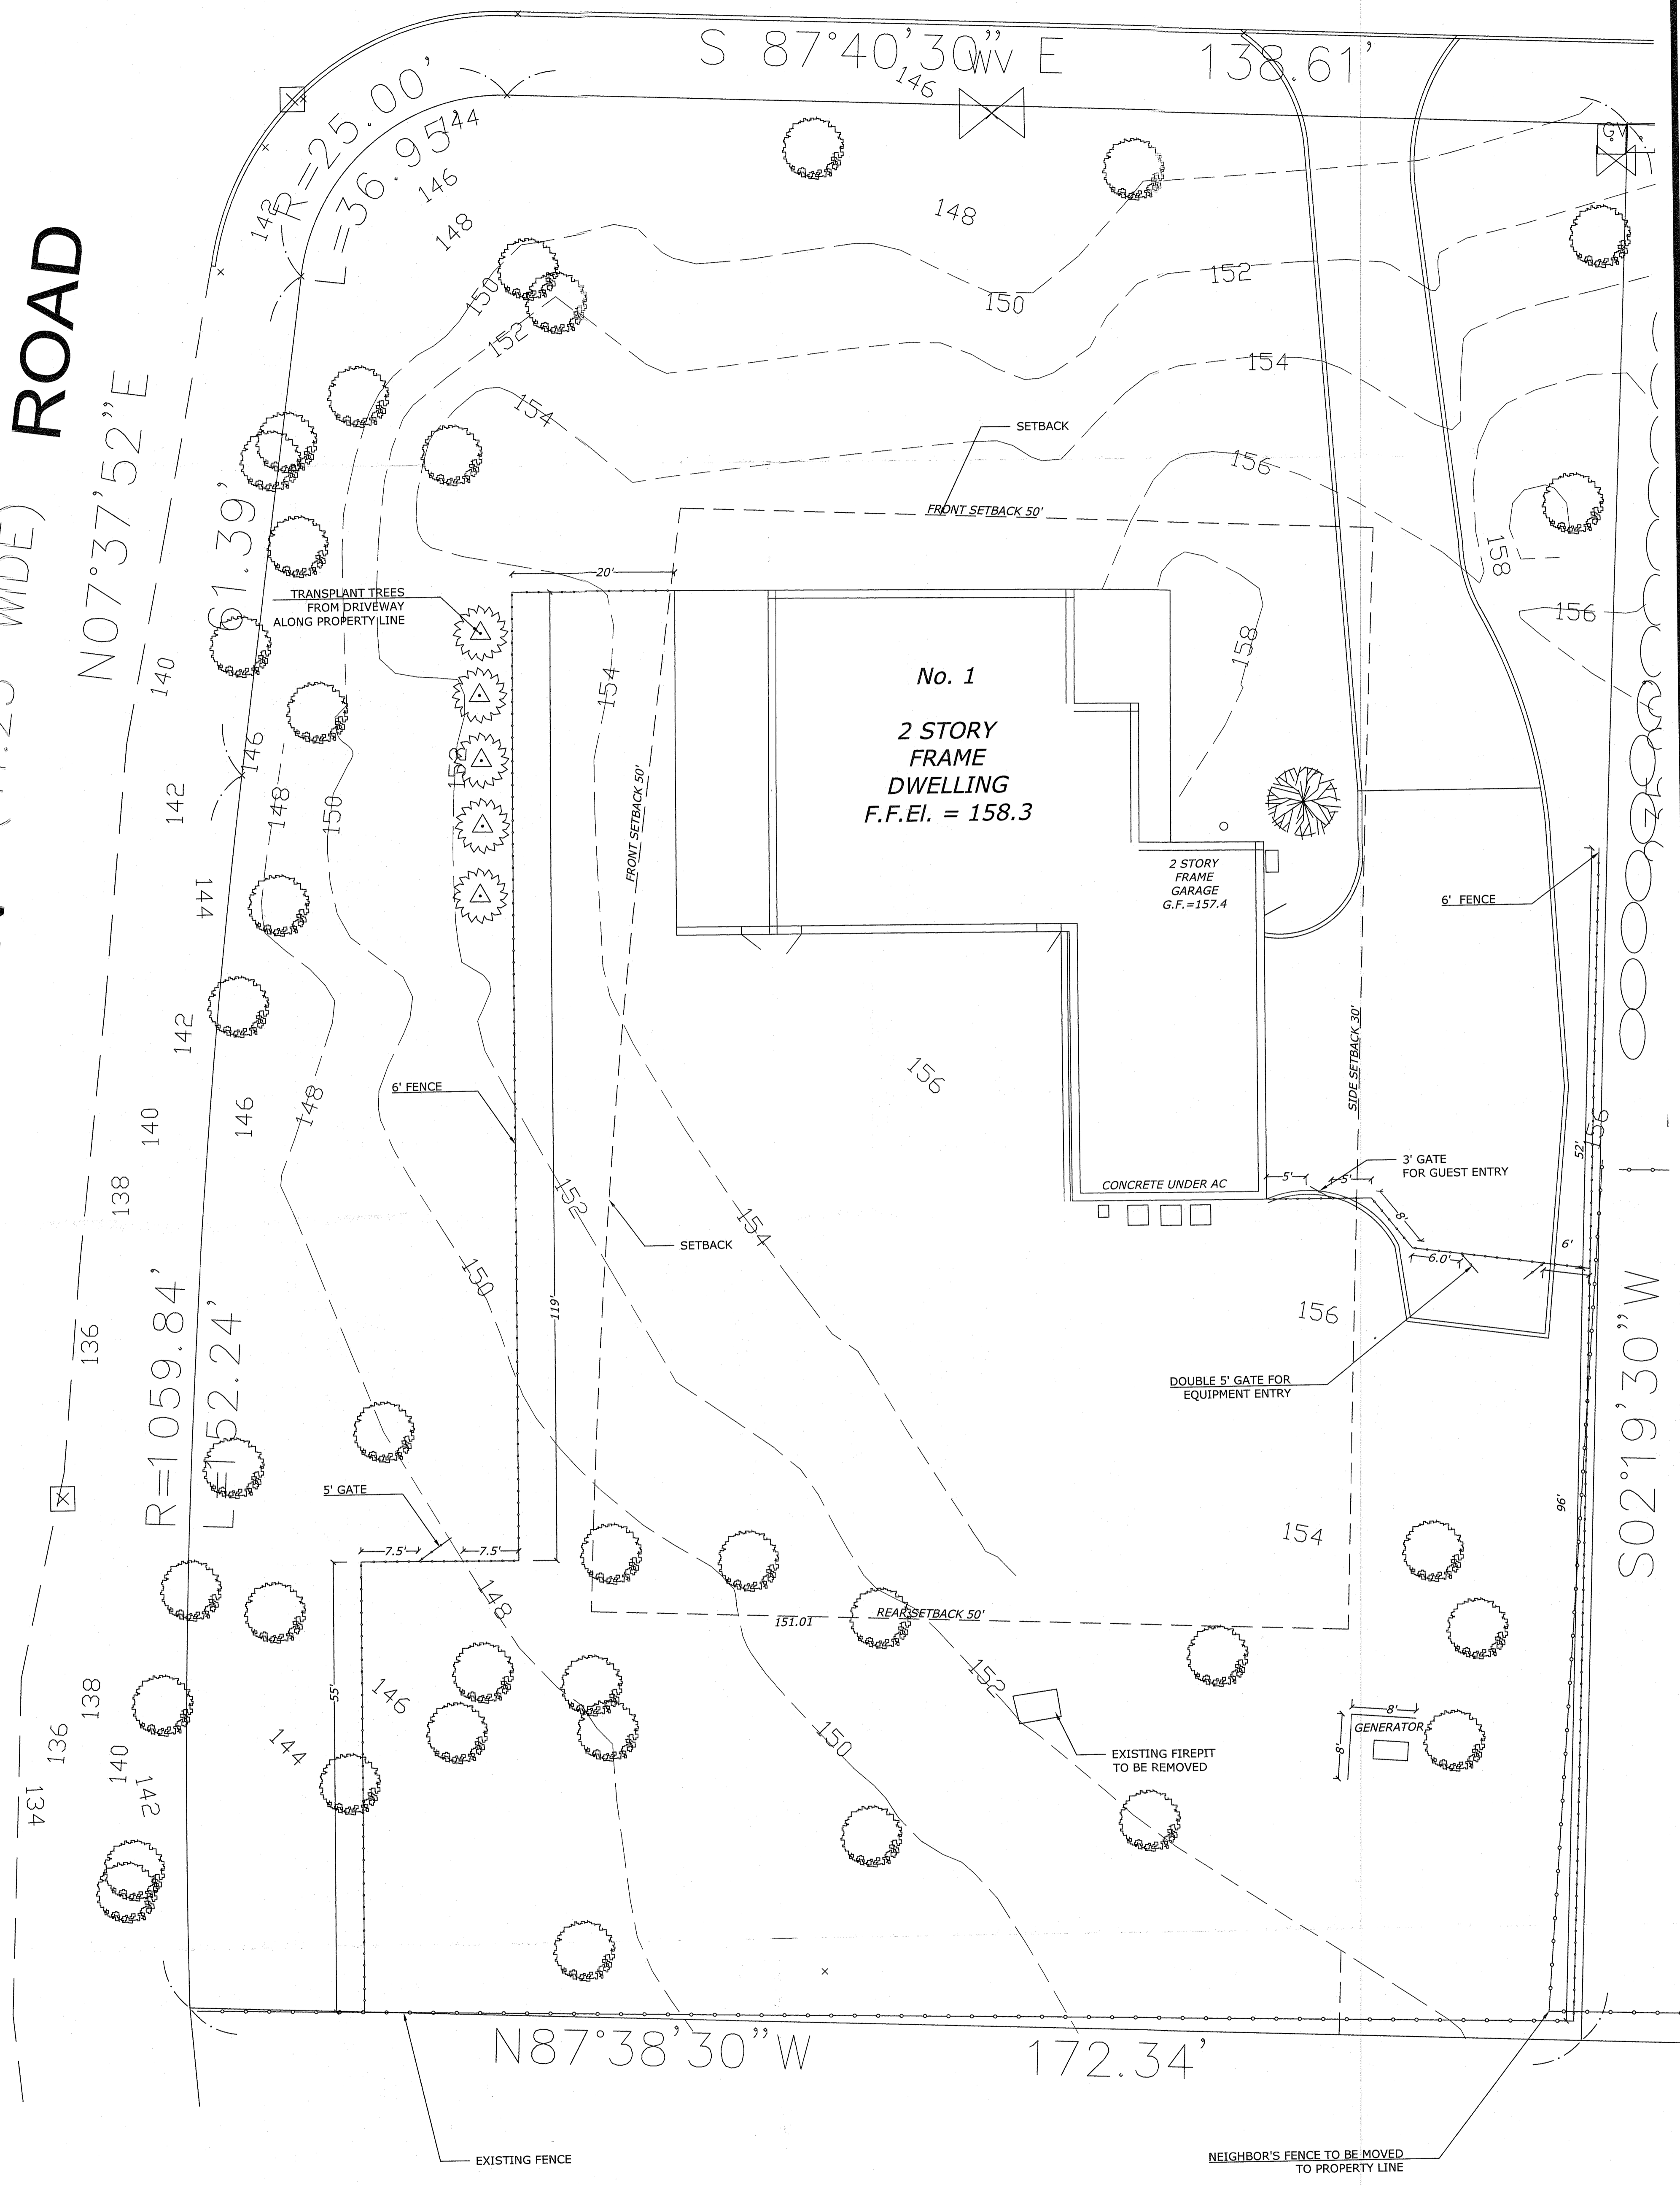 S 87°40'30" E
WV
138.61'
146
R=25.00'
L=36.95'
144
146
148
142
GV
148
150
152
150
152
ROAD
N07°37'52"E
154
154
SETBACK
156
FRONT SETBACK 50'
61.39'
158
20'
TRANSPLANT TREES
FROM DRIVEWAY
ALONG PROPERTY LINE
156
140
154
158
No. 1
2 STORY
FRAME
DWELLING
F.F.El. = 158.3
146
142
148
150
152
FRONT SETBACK 50'
2 STORY
FRAME
GARAGE
G.F.=157.4
144
6' FENCE
142
156
SIDE SETBACK 30'
6' FENCE
148
146
140
138
156
52'
3' GATE
FOR GUEST ENTRY
CONCRETE UNDER AC
5'
5'
8'
152
154
SETBACK
6'
6.0'
150
119'
136
156
R=1059.84'
L=152.24'
S02°19'30"W
DOUBLE 5' GATE FOR
EQUIPMENT ENTRY
5' GATE
96'
154
7.5'
7.5'
148
151.01
REAR SETBACK 50'
152
55'
146
138
136
144
140
142
134
150
8'
GENERATOR
8'
EXISTING FIREPIT
TO BE REMOVED
N87°38'30"W
172.34'
EXISTING FENCE
NEIGHBOR'S FENCE TO BE MOVED
TO PROPERTY LINE